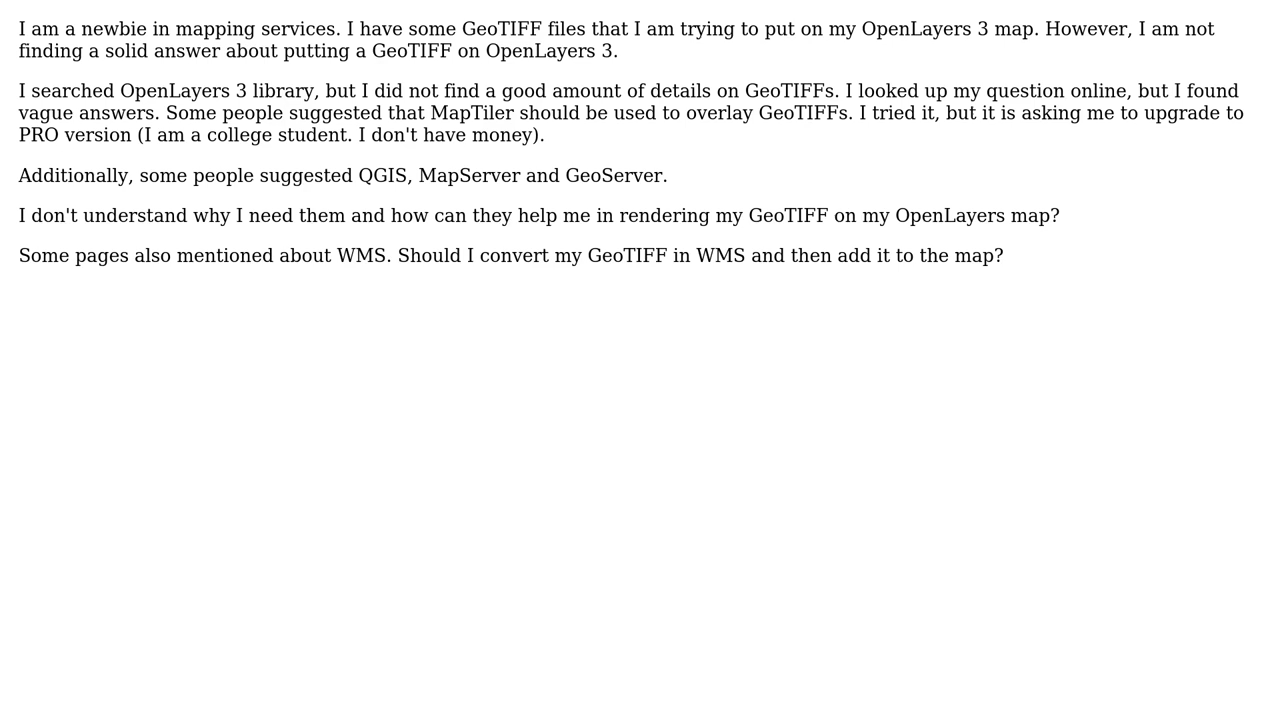 I am a newbie in mapping services. I have some GeoTIFF files that I am trying to put on my OpenLayers 3 map. However, I am not
finding a solid answer about putting a GeoTIFF on OpenLayers 3.
I searched OpenLayers 3 library, but I did not find a good amount of details on GeoTIFFs. I looked up my question online, but I found
vague answers. Some people suggested that MapTiler should be used to overlay GeoTIFFs. I tried it, but it is asking me to upgrade to
PRO version (I am a college student. I don't have money).
Additionally, some people suggested QGIS, MapServer and GeoServer.
I don't understand why I need them and how can they help me in rendering my GeoTIFF on my OpenLayers map?
Some pages also mentioned about WMS. Should I convert my GeoTIFF in WMS and then add it to the map?